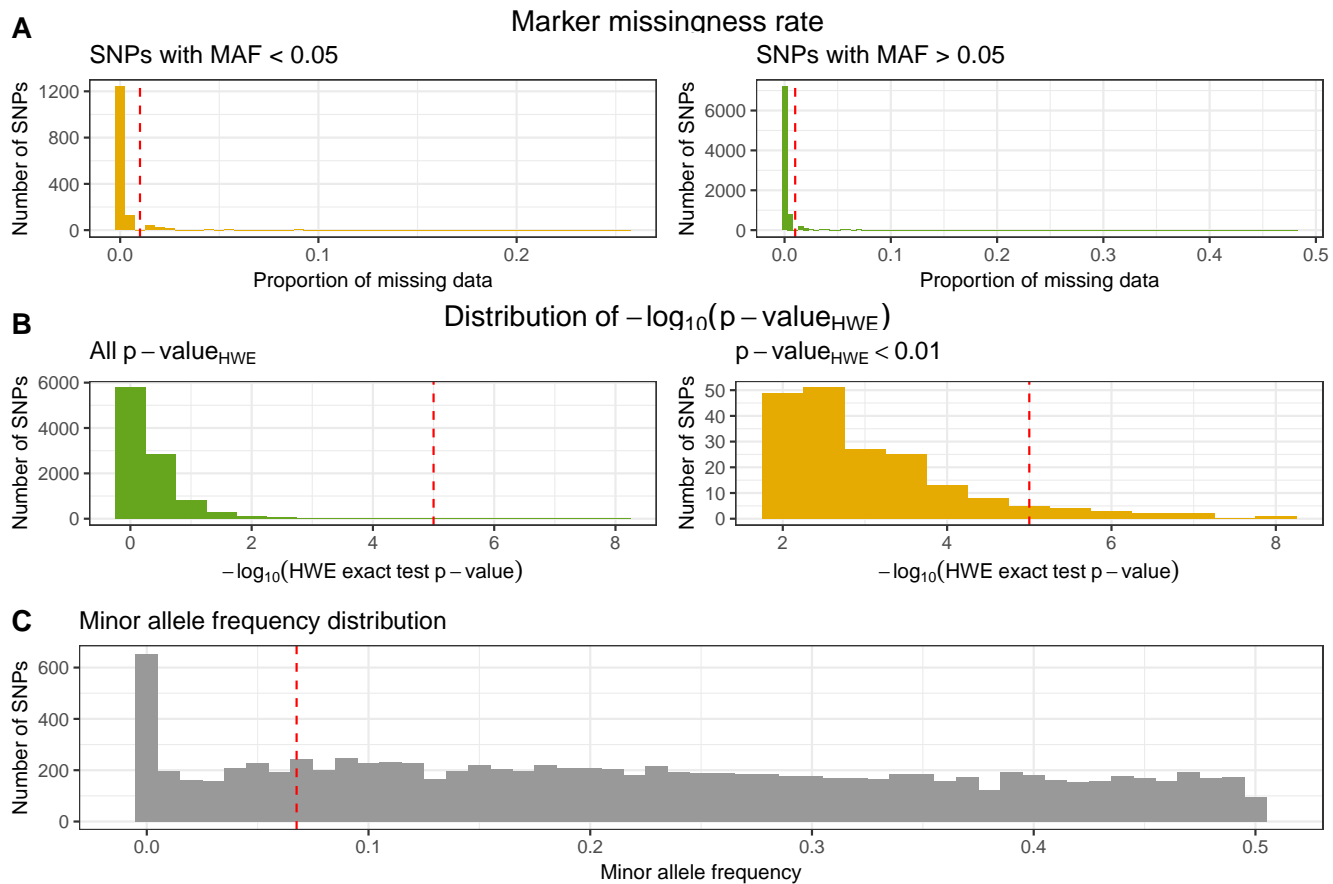 A
Marker missingness rate
SNPs with MAF < 0.05
SNPs with MAF > 0.05
Number of SNPs
1200
800
400
0
0.0 0.1 0.2
Proportion of missing data
Number of SNPs
6000
4000
2000
0
0.0 0.1 0.2 0.3 0.4 0.5
Proportion of missing data
B
Distribution of −log10(p − valueHWE)
All p − valueHWE
p − valueHWE < 0.01
Number of SNPs
6000
4000
2000
0
0 2 4 6 8
−log10(HWE exact test p − value)
Number of SNPs
50
40
30
20
10
0
2 4 6 8
−log10(HWE exact test p − value)
C
Minor allele frequency distribution
Number of SNPs
600
400
200
0
0.0 0.1 0.2 0.3 0.4 0.5
Minor allele frequency